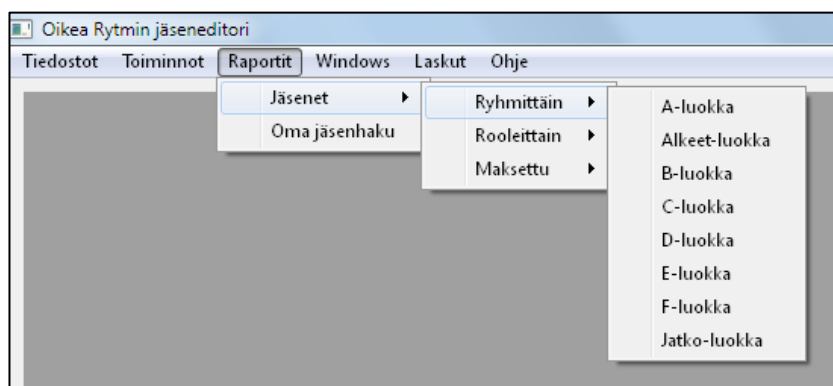 Oikea Rytmin jäseneditori
Tiedostot Toiminnot Raportit Windows Laskut Ohje
Jäsenet
Oma jäsenhaku
Ryhmittäin
Rooleittain
Maksettu
A-luokka
Alkeet-luokka
B-luokka
C-luokka
D-luokka
E-luokka
F-luokka
Jatko-luokka